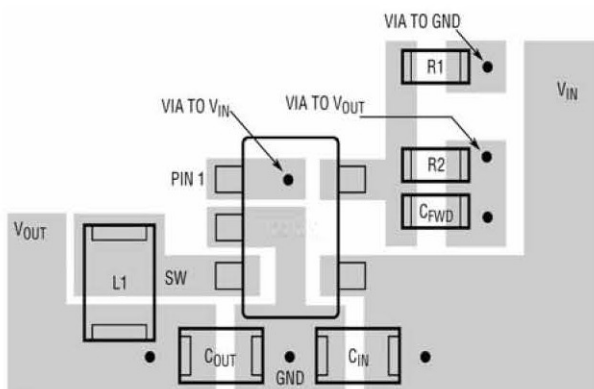 VIA TO GND
R1
VIN
VIA TO VIN
VIA TO VOUT
PIN 1
R2
CFWD
VOUT
L1
SW
COUT
CIN
GND